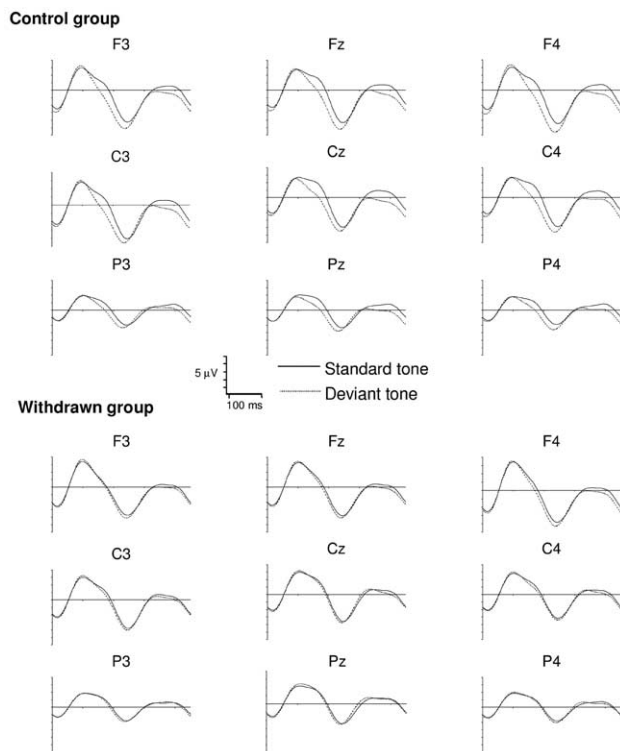 Control group
F3 Fz F4
C3 Cz C4
P3 Pz P4
5 µV
100 ms
Standard tone
Deviant tone
Withdrawn group
F3 Fz F4
C3 Cz C4
P3 Pz P4